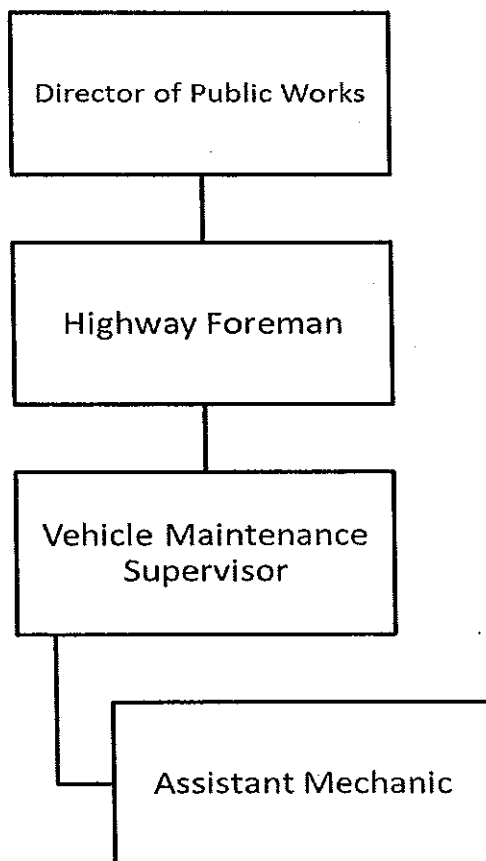 Director of Public Works
Highway Foreman
Vehicle Maintenance
Supervisor
Assistant Mechanic